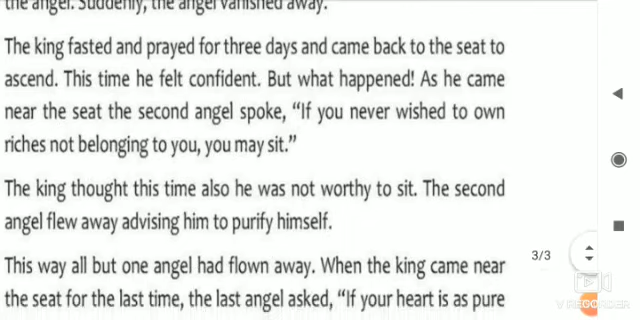 the angel. Suddenly, the angel vanished away.
The king fasted and prayed for three days and came back to the seat to
ascend. This time he felt confident. But what happened! As he came
near the seat the second angel spoke, “If you never wished to own
riches not belonging to you, you may sit.”
The king thought this time also he was not worthy to sit. The second
angel flew away advising him to purify himself.
This way all but one angel had flown away. When the king came near
3/3
the seat for the last time, the last angel asked, “If your heart is as pure
V RECORDER